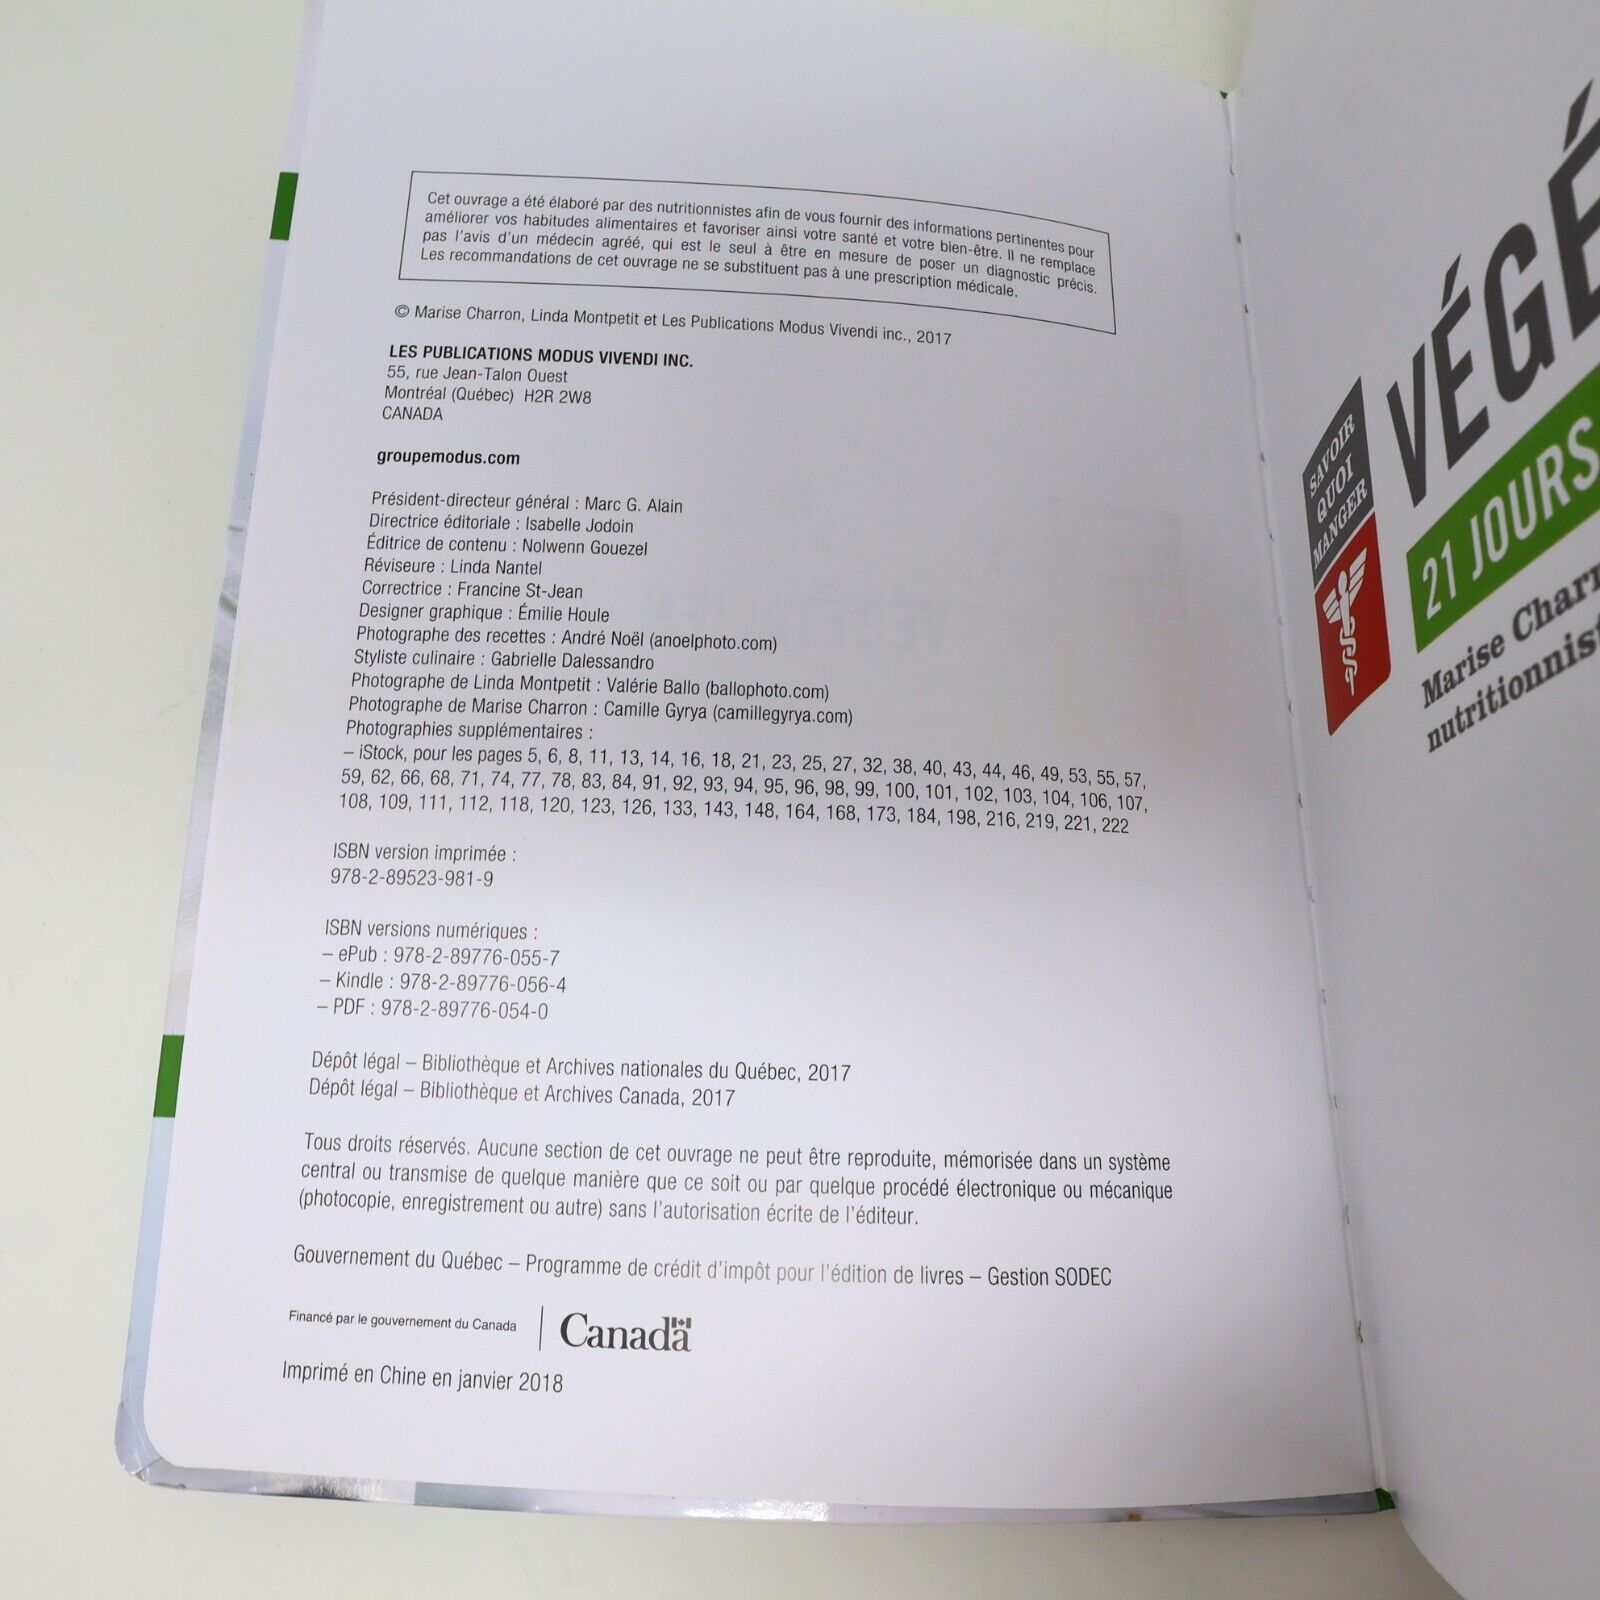 Cet ouvrage a été élaboré par des nutritionnistes afin de vous fournir des informations pertinentes pour
améliorer vos habitudes alimentaires et favoriser ainsi votre santé et votre bien-être. Il ne remplace
pas l'avis d'un médecin agréé, qui est le seul à être en mesure de poser un diagnostic précis.
Les recommandations de cet ouvrage ne se substituent pas à une prescription médicale.
© Marise Charron, Linda Montpetit et Les Publications Modus Vivendi inc., 2017
LES PUBLICATIONS MODUS VIVENDI INC.
55, rue Jean-Talon Ouest
Montréal (Québec) H2R 2W8
CANADA
groupemodus.com
Président-directeur général : Marc G. Alain
Directrice éditoriale : Isabelle Jodoin
Éditrice de contenu : Nolwenn Gouezel
Réviseure : Linda Nantel
Correctrice : Francine St-Jean
Designer graphique : Émilie Houle
Photographe des recettes : André Noël (anoelphoto.com)
Styliste culinaire : Gabrielle Dalessandro
Photographe de Linda Montpetit : Valérie Ballo (ballophoto.com)
Photographe de Marise Charron : Camille Gyrya (camillegyrya.com)
Photographies supplémentaires :
– iStock, pour les pages 5, 6, 8, 11, 13, 14, 16, 18, 21, 23, 25, 27, 32, 38, 40, 43, 44, 46, 49, 53, 55, 57,
59, 62, 66, 68, 71, 74, 77, 78, 83, 84, 91, 92, 93, 94, 95, 96, 98, 99, 100, 101, 102, 103, 104, 106, 107,
108, 109, 111, 112, 118, 120, 123, 126, 133, 143, 148, 164, 168, 173, 184, 198, 216, 219, 221, 222
ISBN version imprimée :
978-2-89523-981-9
ISBN versions numériques :
– ePub : 978-2-89776-055-7
– Kindle : 978-2-89776-056-4
– PDF : 978-2-89776-054-0
Dépôt légal – Bibliothèque et Archives nationales du Québec, 2017
Dépôt légal – Bibliothèque et Archives Canada, 2017
Tous droits réservés. Aucune section de cet ouvrage ne peut être reproduite, mémorisée dans un système
central ou transmise de quelque manière que ce soit ou par quelque procédé électronique ou mécanique
(photocopie, enregistrement ou autre) sans l'autorisation écrite de l'éditeur.
Gouvernement du Québec – Programme de crédit d'impôt pour l'édition de livres – Gestion SODEC
Financé par le gouvernement du Canada
Canada
Imprimé en Chine en janvier 2018
SAVOIR
QUOI
MANGER
VÉGÉ
21 JOURS
Marise Charr
nutritionnist